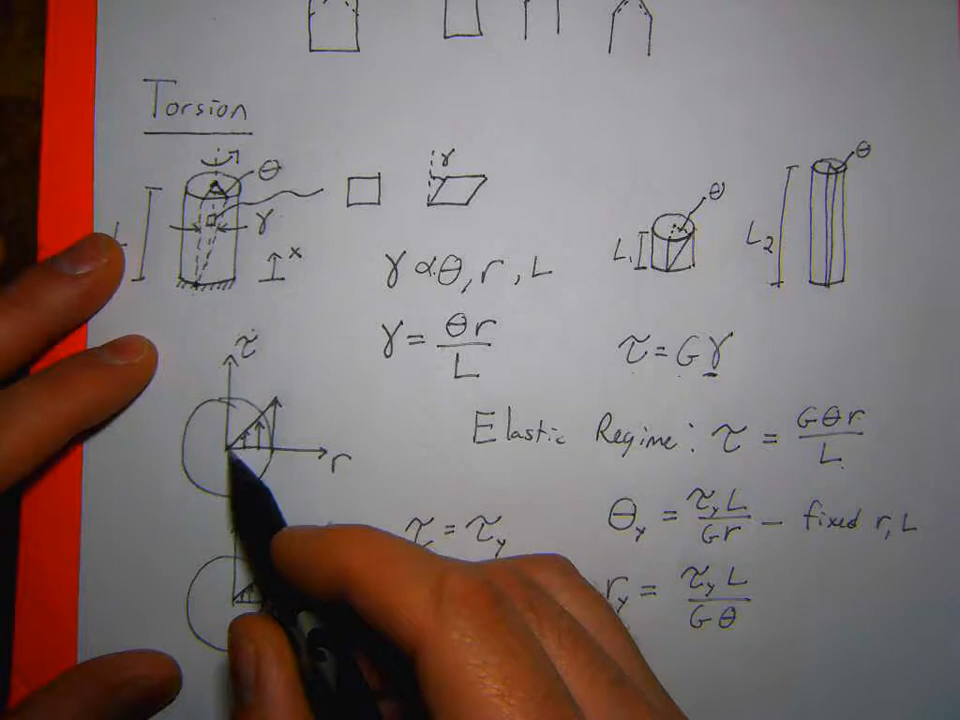 Torsion
θ
γ
x
γ
γ ∝ θ, r, L
γ = θr/L
θ
L₁
θ
L₂
τ = Gγ
τ
r
Elastic Regime: τ = Gθr/L
τ = τy
θy = τyL/Gr – fixed r, L
ry = τyL/Gθ